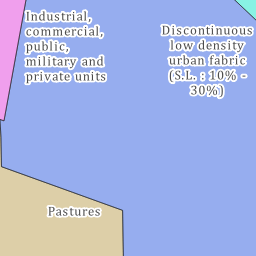 Industrial,
commercial,
public,
military and
private units
Discontinuous
low density
urban fabric
(S.L. : 10% -
30%)
Pastures